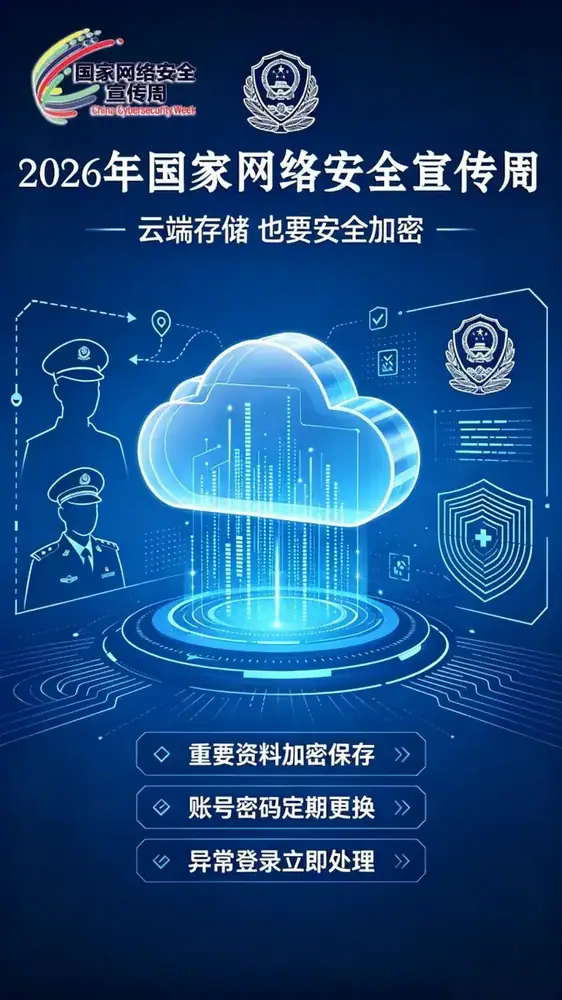 国家网络安全
宣传周
China Cybersecurity Week
2026年国家网络安全宣传周
云端存储 也要安全加密
重要资料加密保存
账号密码定期更换
异常登录立即处理